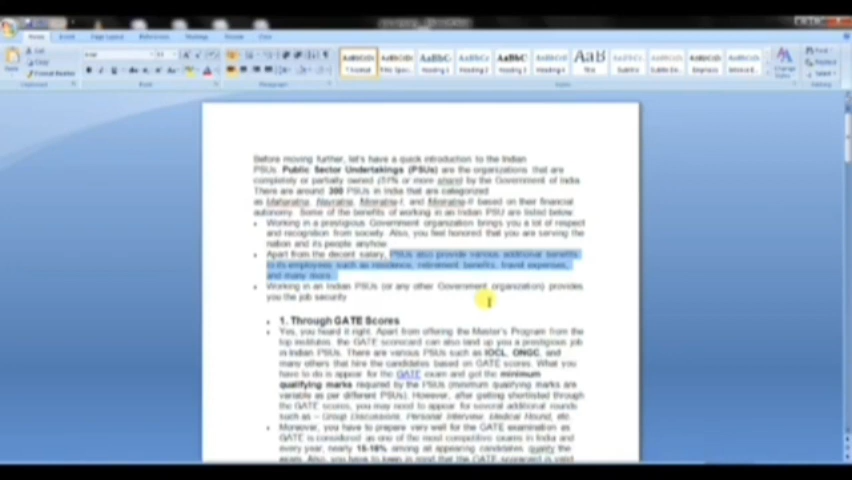 Before moving further, let's have a quick introduction to the Indian
PSUs. Public Sector Undertakings (PSUs) are the organizations that are
completely or partially owned (51% or more share) by the Government of India.
There are around 300 PSUs in India that are categorized
as Maharatna, Navratna, Miniratna-I, and Miniratna-II based on their financial
autonomy. Some of the benefits of working in an Indian PSU are listed below
Working in a prestigious Government organization brings you a lot of respect
and recognition from society. Also, you feel honored that you are serving the
nation and its people anyhow
Apart from the decent salary, PSUs also provide various additional benefits
to its employees such as residence, retirement benefits, travel expenses,
and many more.
Working in an Indian PSUs (or any other Government organization) provides
you the job security
1. Through GATE Scores
Yes, you heard it right. Apart from offering the Master's Program from the
top institutes, the GATE scorecard can also land up you a prestigious job
in Indian PSUs. There are various PSUs such as IOCL, ONGC, and
many others that hire the candidates based on GATE scores. What you
have to do is appear for the GATE exam and get the minimum
qualifying marks required by the PSUs (minimum qualifying marks are
variable as per different PSUs). However, after getting shortlisted through
the GATE scores, you may need to appear for several additional rounds
such as – Group Discussions, Personal Interview, Medical Round, etc.
Moreover, you have to prepare very well for the GATE examination as
GATE is considered as one of the most competitive exams in India and
every year, nearly 15-16% among all appearing candidates qualify the
exam. Also, you have to keep in mind that the GATE scorecard is valid